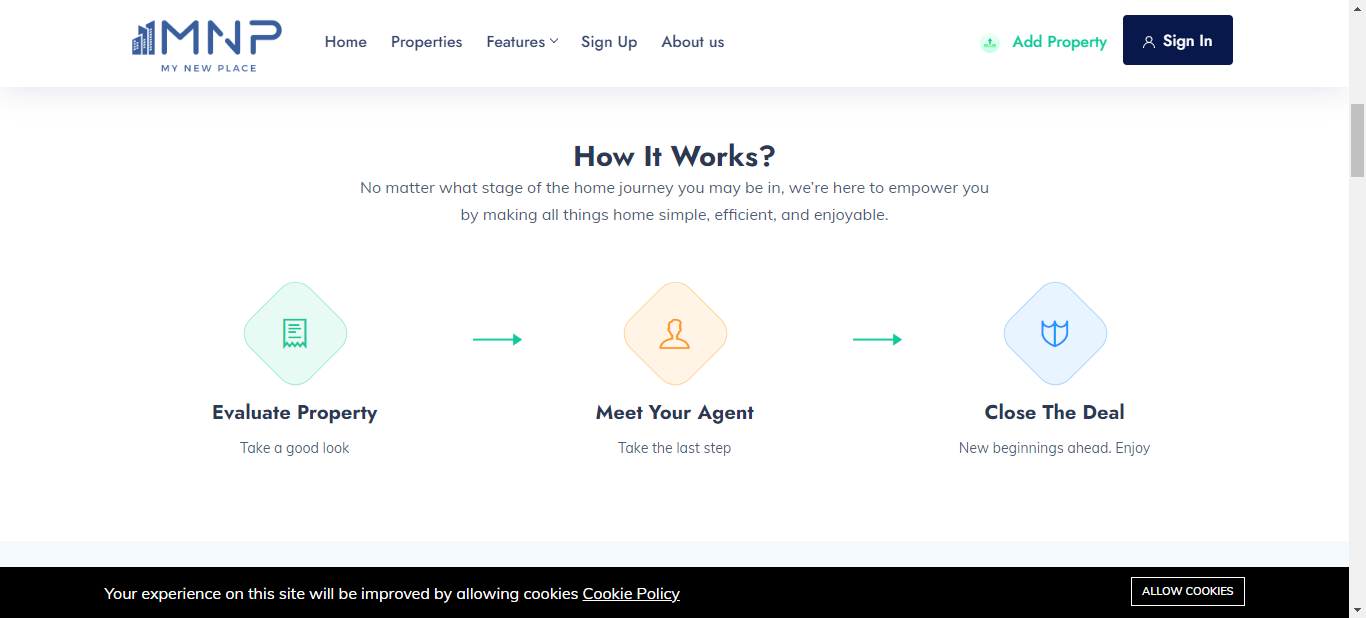 MNP
MY NEW PLACE
Home
Properties
Features
Sign Up
About us
Add Property
Sign In
How It Works?
No matter what stage of the home journey you may be in, we're here to empower you
by making all things home simple, efficient, and enjoyable.
Evaluate Property
Take a good look
Meet Your Agent
Take the last step
Close The Deal
New beginnings ahead. Enjoy
Your experience on this site will be improved by allowing cookies Cookie Policy
ALLOW COOKIES